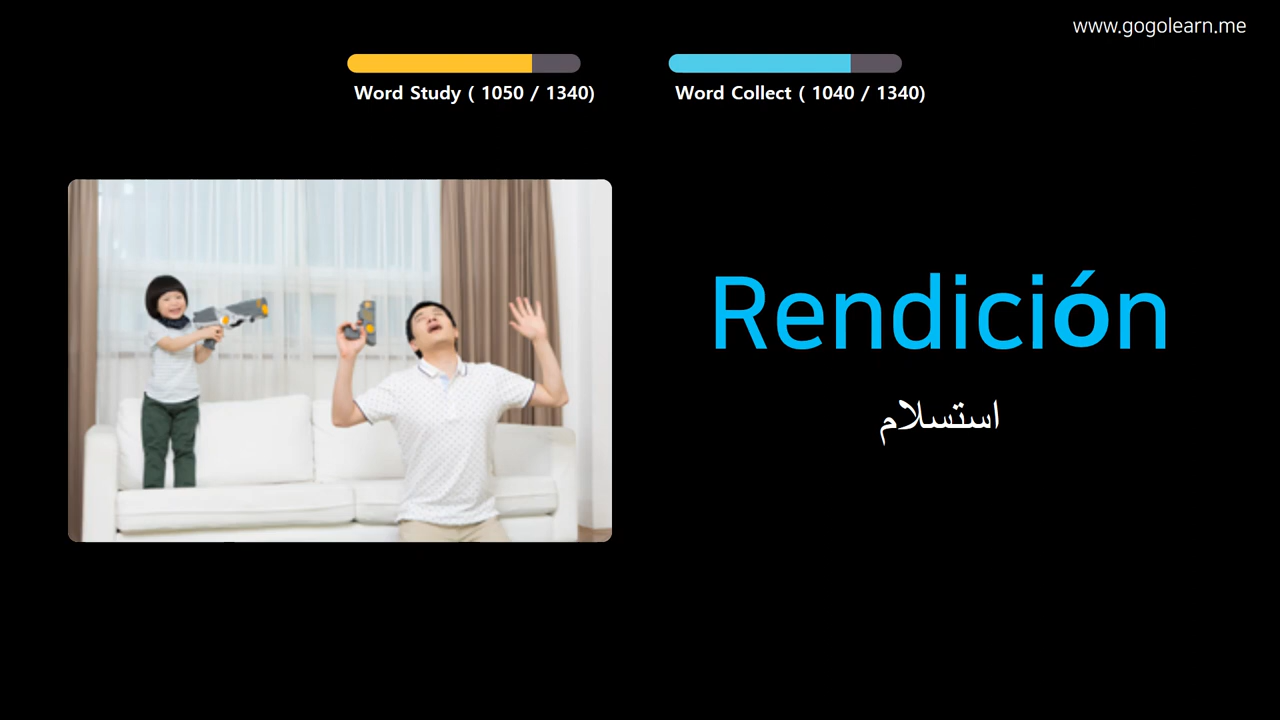 www.gogolearn.me
Word Study ( 1050 / 1340)
Word Collect ( 1040 / 1340)
Rendición
استسلام